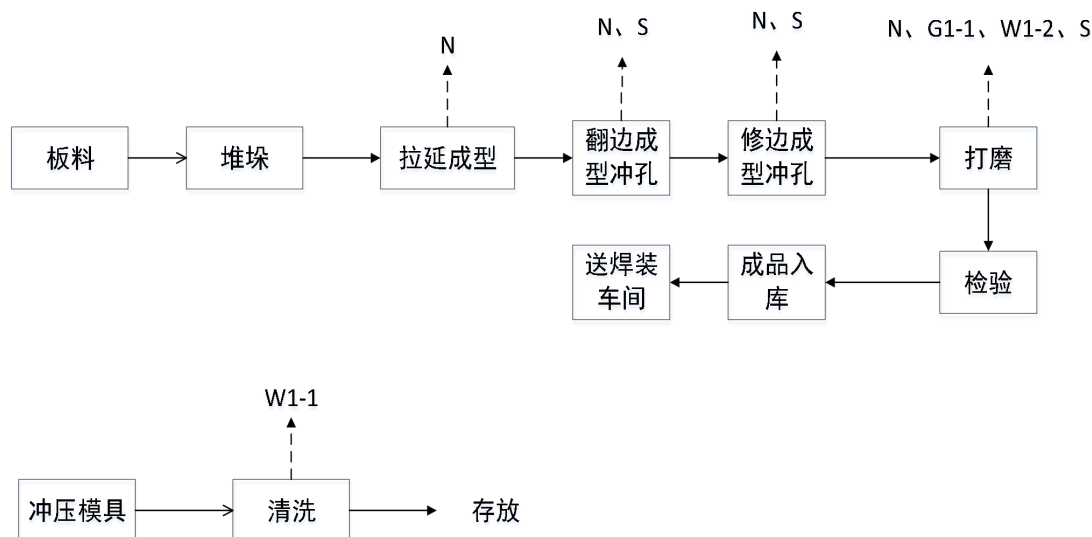 N
N、S
N、S
N、G1-1、W1-2、S
板料
堆垛
拉延成型
翻边成
型冲孔
修边成
型冲孔
打磨
送焊装
车间
成品入
库
检验
W1-1
冲压模具
清洗
存放